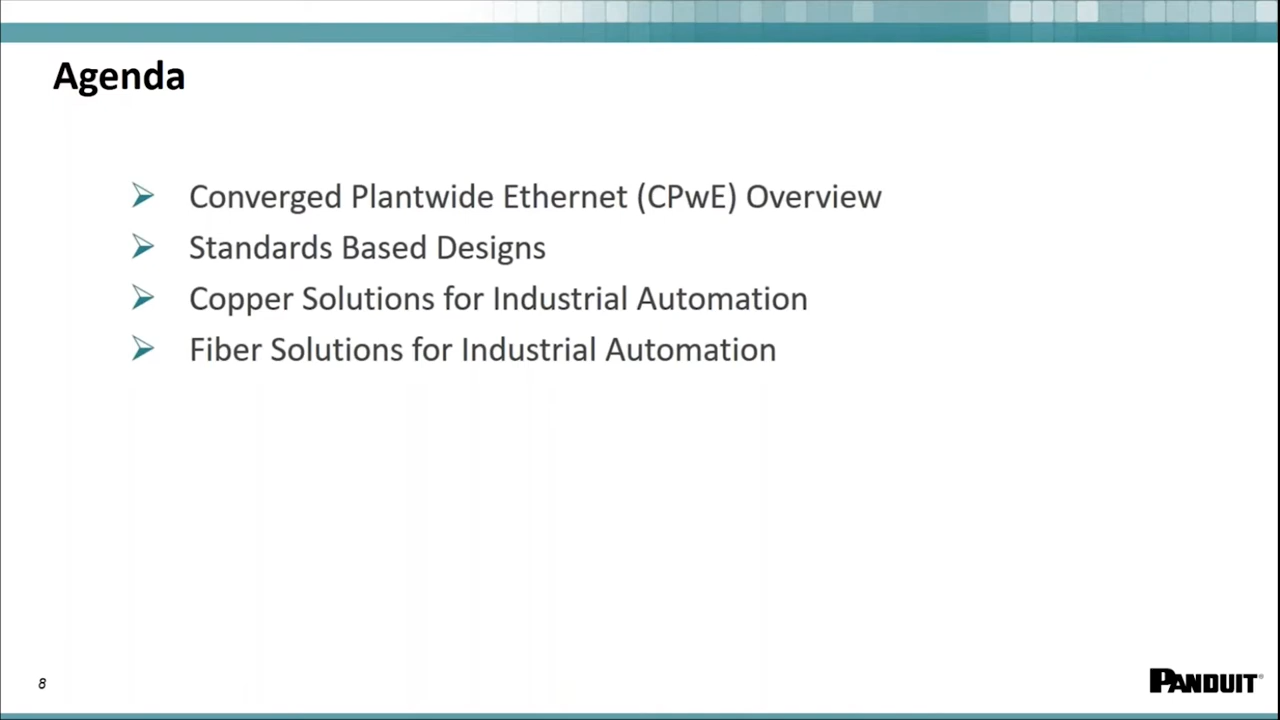 Agenda
Converged Plantwide Ethernet (CPwE) Overview
Standards Based Designs
Copper Solutions for Industrial Automation
Fiber Solutions for Industrial Automation
8
PANDUIT®